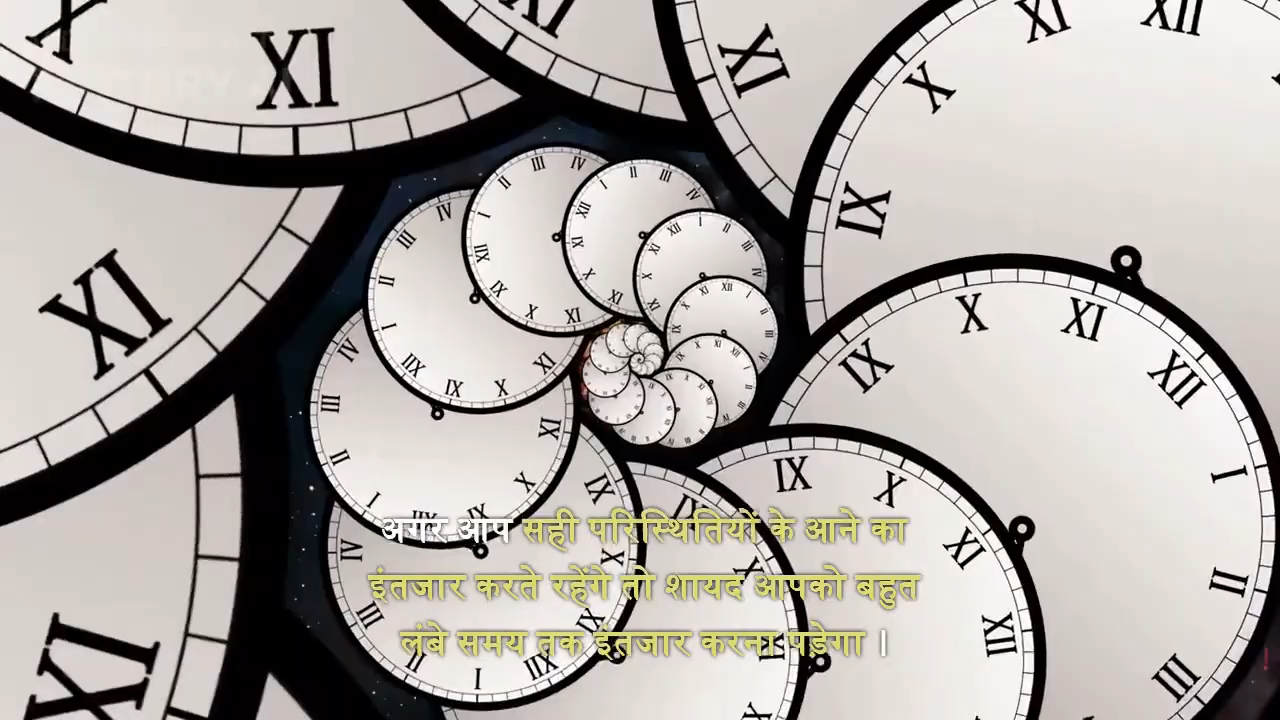 अगर आप सही परिस्थितियों के आने का
इंतजार करते रहेंगे तो शायद आपको बहुत
लंबे समय तक इंतजार करना पड़ेगा ।